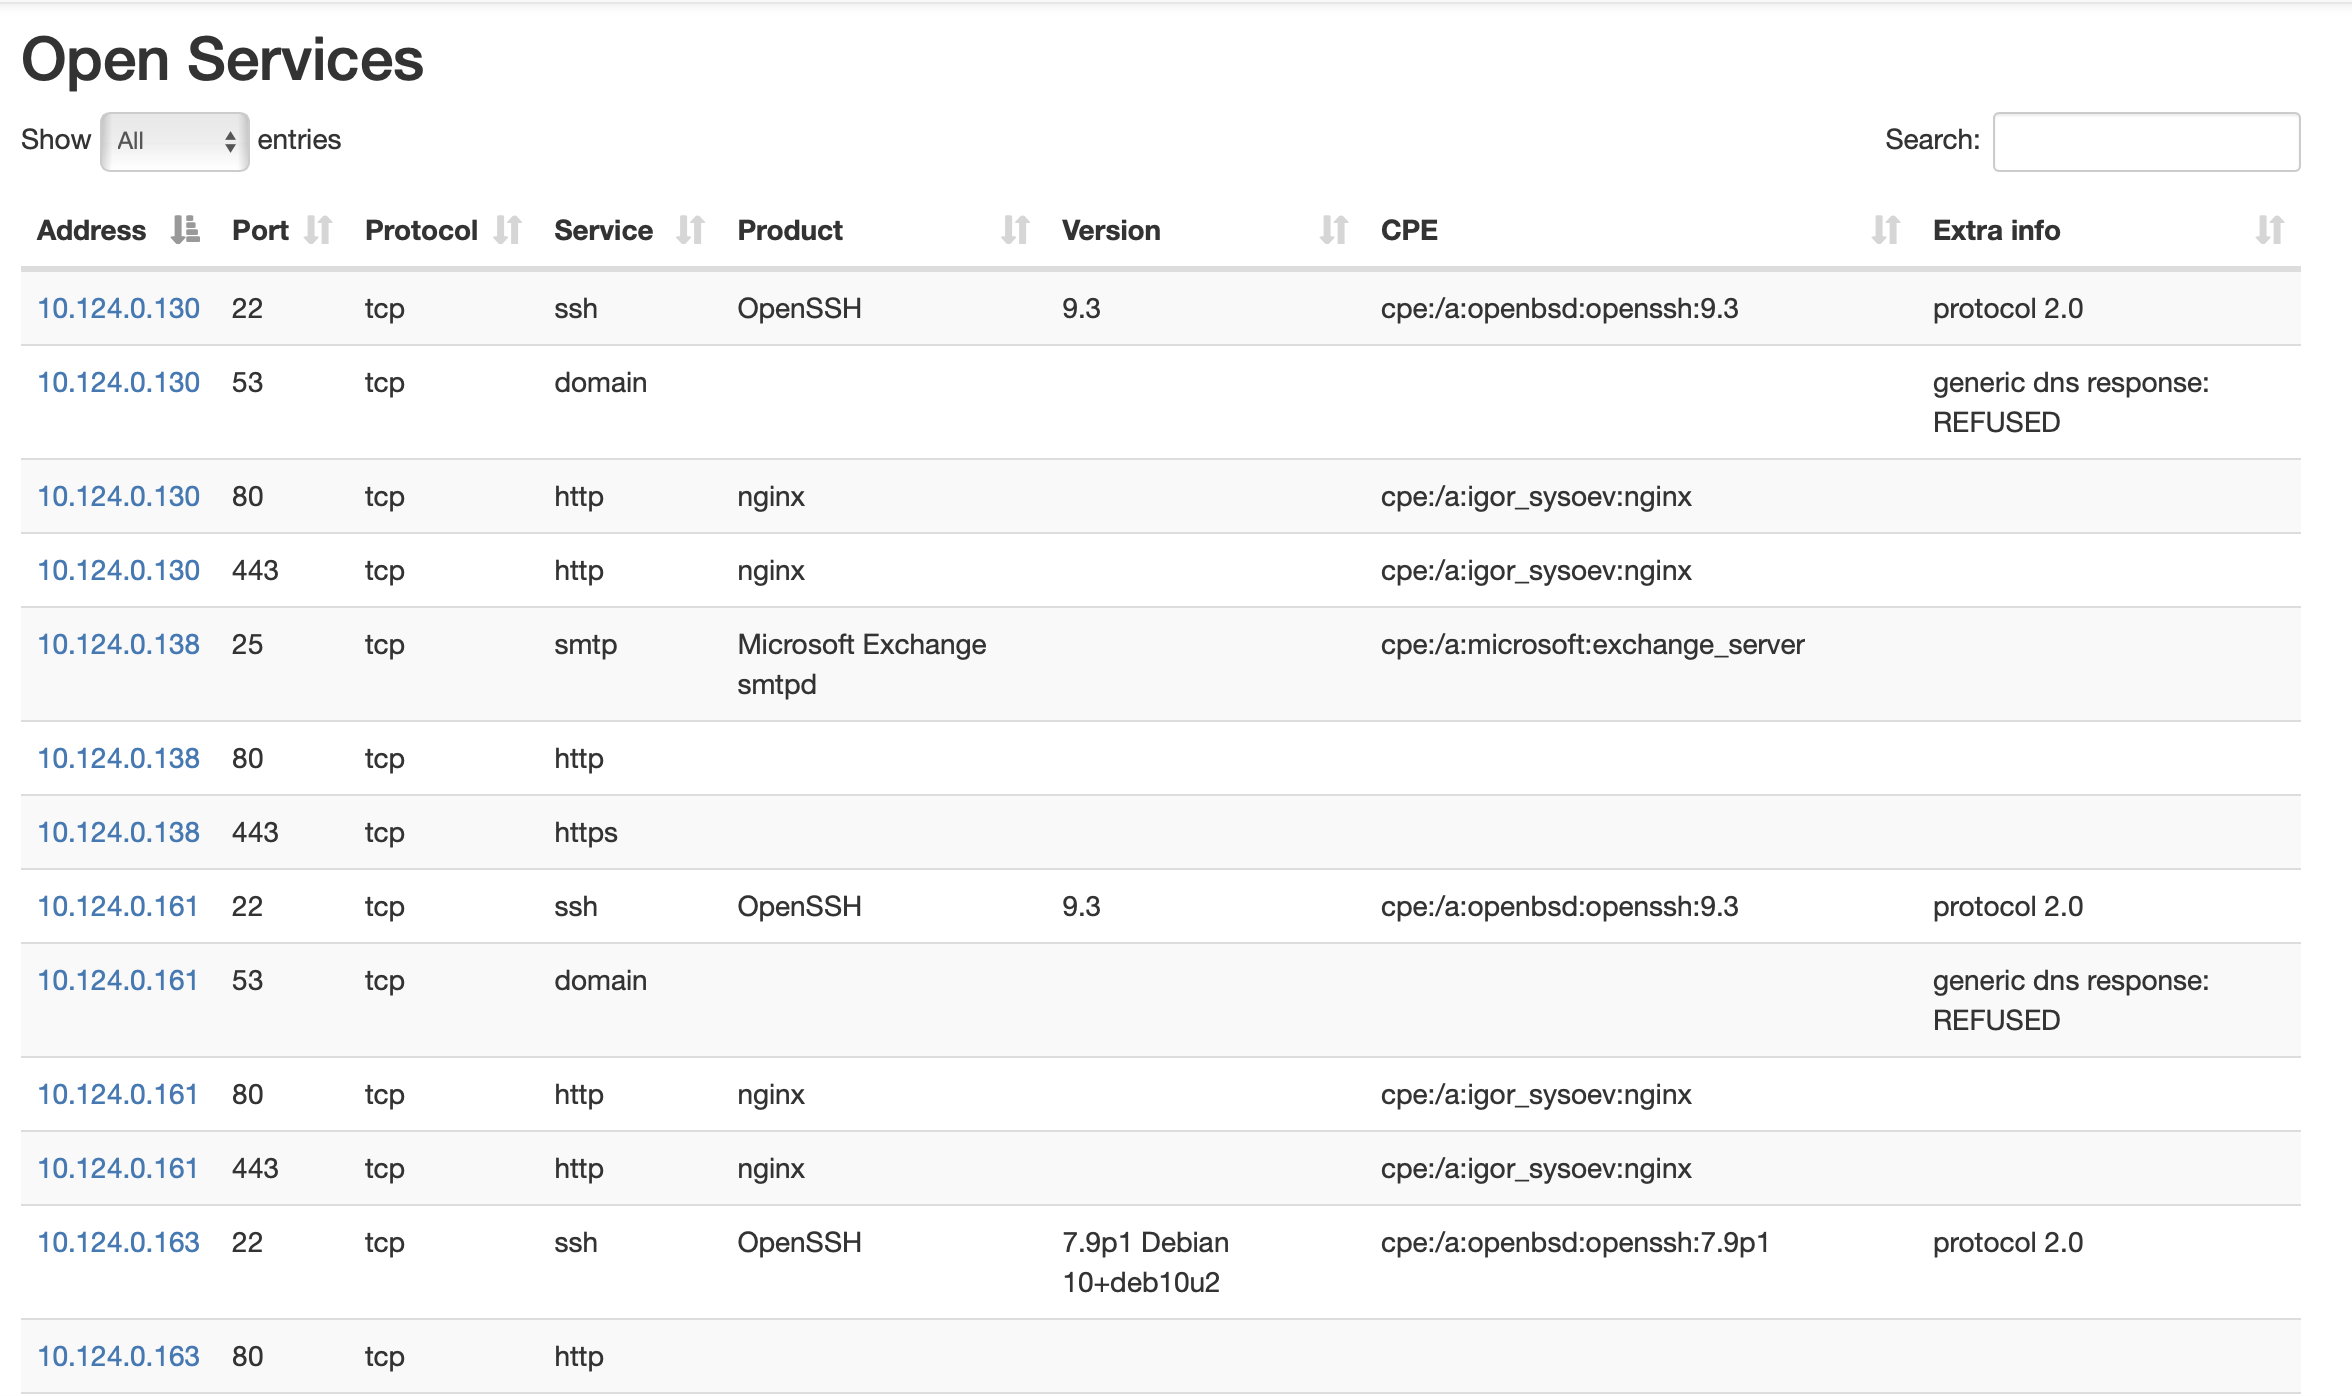 Open Services
Show All entries
Search:
Address Port Protocol Service Product Version CPE Extra info
10.124.0.130 22 tcp ssh OpenSSH 9.3 cpe:/a:openbsd:openssh:9.3 protocol 2.0
10.124.0.130 53 tcp domain generic dns response:
REFUSED
10.124.0.130 80 tcp http nginx cpe:/a:igor_sysoev:nginx
10.124.0.130 443 tcp http nginx cpe:/a:igor_sysoev:nginx
10.124.0.138 25 tcp smtp Microsoft Exchange cpe:/a:microsoft:exchange_server
smtpd
10.124.0.138 80 tcp http
10.124.0.138 443 tcp https
10.124.0.161 22 tcp ssh OpenSSH 9.3 cpe:/a:openbsd:openssh:9.3 protocol 2.0
10.124.0.161 53 tcp domain generic dns response:
REFUSED
10.124.0.161 80 tcp http nginx cpe:/a:igor_sysoev:nginx
10.124.0.161 443 tcp http nginx cpe:/a:igor_sysoev:nginx
10.124.0.163 22 tcp ssh OpenSSH 7.9p1 Debian cpe:/a:openbsd:openssh:7.9p1 protocol 2.0
10+deb10u2
10.124.0.163 80 tcp http